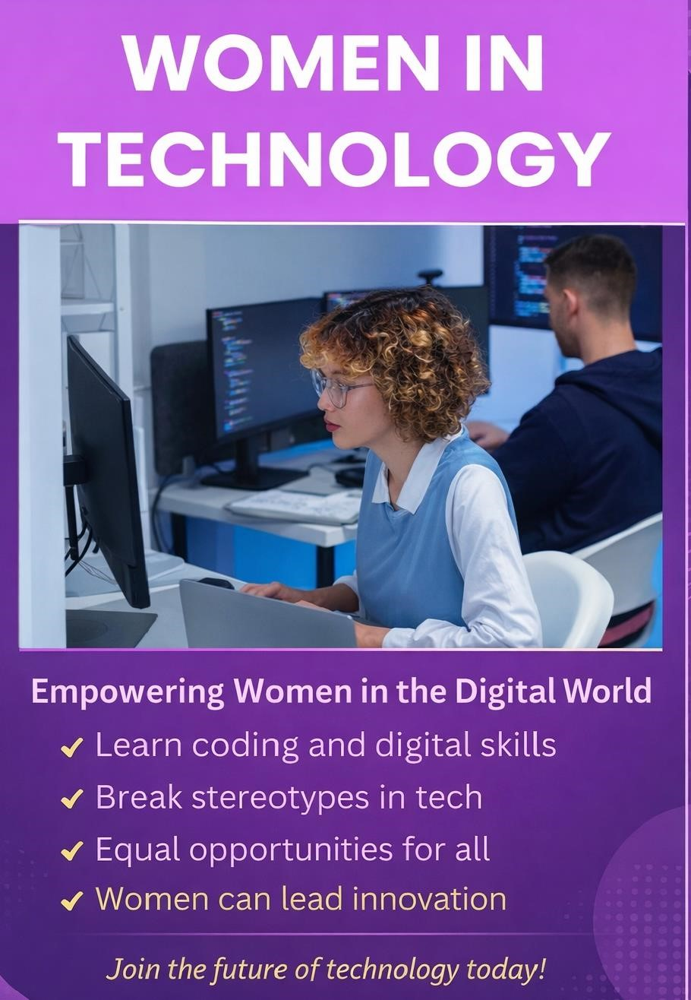 WOMEN IN
TECHNOLOGY
Empowering Women in the Digital World
Learn coding and digital skills
Break stereotypes in tech
Equal opportunities for all
Women can lead innovation
Join the future of technology today!